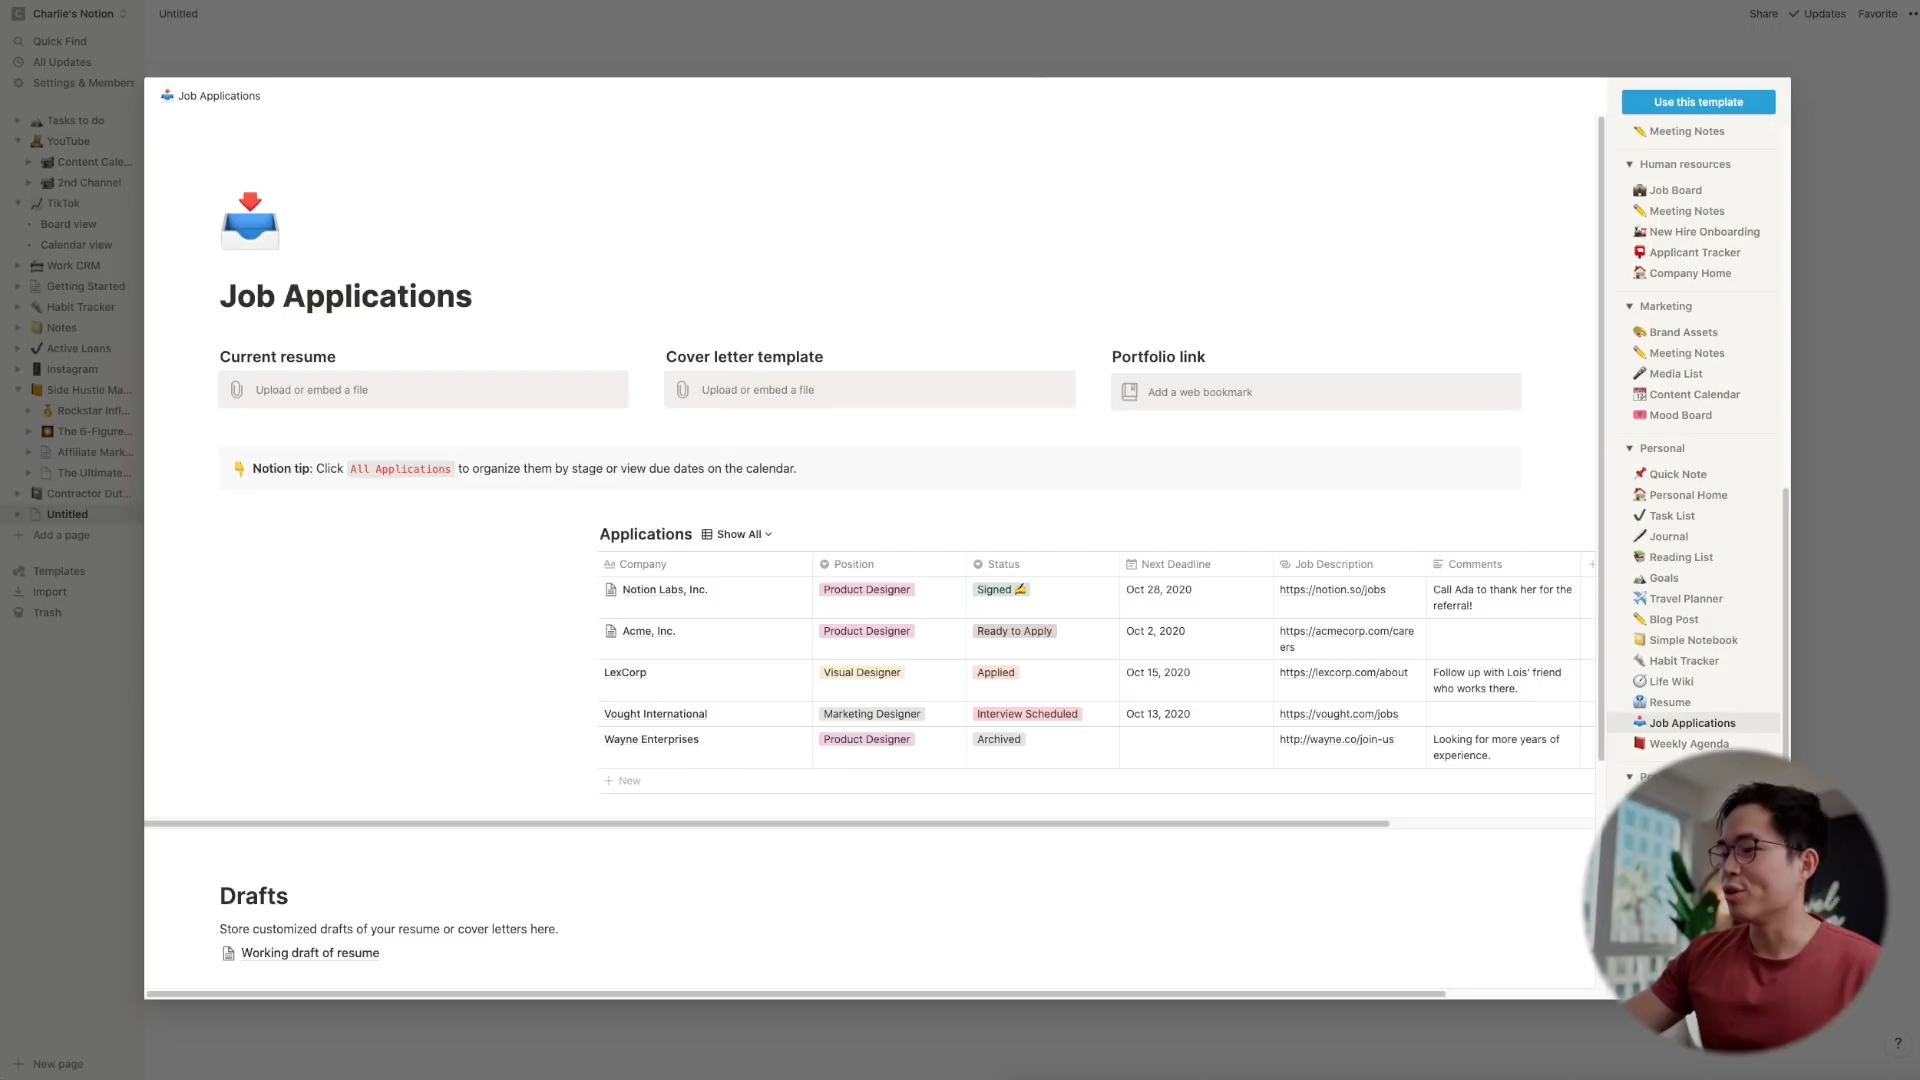 Charlie's Notion
Untitled
Share
Updates
Favorite
Quick Find
All Updates
Settings & Members
Tasks to do
YouTube
Content Cale...
2nd Channel
TikTok
Board view
Calendar view
Work CRM
Getting Started
Habit Tracker
Notes
Active Loans
Instagram
Side Hustle Ma...
Rockstar Infl...
The 6-Figure...
Affiliate Mark...
The Ultimate...
Contractor Dut...
Untitled
Add a page
Templates
Import
Trash
New page
Job Applications
Job Applications
Current resume
Upload or embed a file
Cover letter template
Upload or embed a file
Portfolio link
Add a web bookmark
Notion tip: Click All Applications to organize them by stage or view due dates on the calendar.
Applications Show All
Aa Company Position Status Next Deadline Job Description Comments
Notion Labs, Inc. Product Designer Signed Oct 28, 2020 https://notion.so/jobs Call Ada to thank her for the
referral!
Acme, Inc. Product Designer Ready to Apply Oct 2, 2020 https://acmecorp.com/care
ers
LexCorp Visual Designer Applied Oct 15, 2020 https://lexcorp.com/about Follow up with Lois' friend
who works there.
Vought International Marketing Designer Interview Scheduled Oct 13, 2020 https://vought.com/jobs
Wayne Enterprises Product Designer Archived http://wayne.co/join-us Looking for more years of
experience.
New
Drafts
Store customized drafts of your resume or cover letters here.
Working draft of resume
Use this template
Meeting Notes
Human resources
Job Board
Meeting Notes
New Hire Onboarding
Applicant Tracker
Company Home
Marketing
Brand Assets
Meeting Notes
Media List
Content Calendar
Mood Board
Personal
Quick Note
Personal Home
Task List
Journal
Reading List
Goals
Travel Planner
Blog Post
Simple Notebook
Habit Tracker
Life Wiki
Resume
Job Applications
Weekly Agenda
?